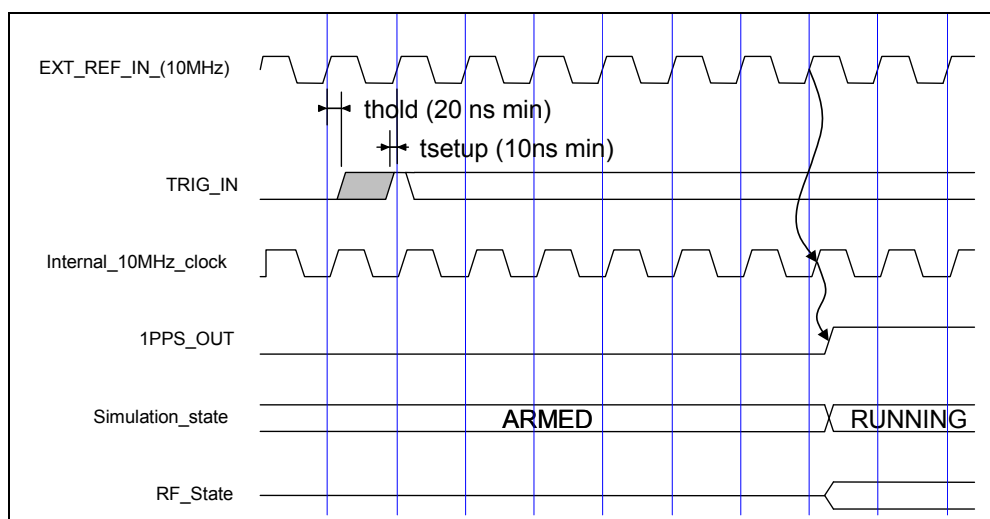 EXT_REF_IN_(10MHz)
thold (20 ns min)
tsetup (10ns min)
TRIG_IN
Internal_10MHz_clock
1PPS_OUT
Simulation_state
ARMED
RUNNING
RF_State